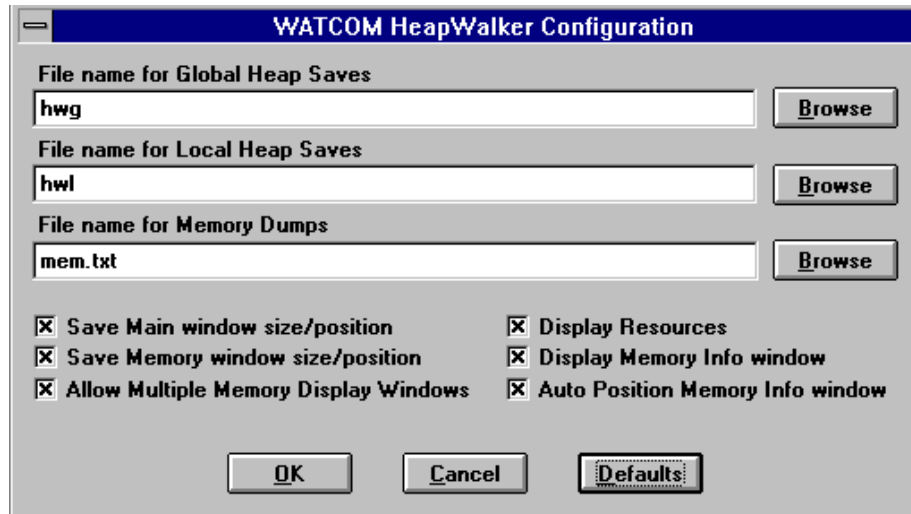 WATCOM HeapWalker Configuration
File name for Global Heap Saves
hwg
Browse
File name for Local Heap Saves
hwl
Browse
File name for Memory Dumps
mem.txt
Browse
Save Main window size/position
Display Resources
Save Memory window size/position
Display Memory Info window
Allow Multiple Memory Display Windows
Auto Position Memory Info window
OK
Cancel
Defaults